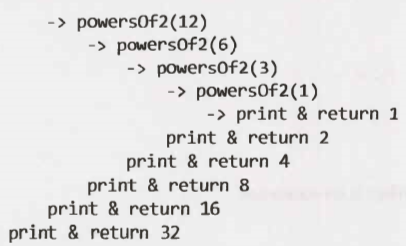 -> powersOf2(12)
-> powersOf2(6)
-> powersOf2(3)
-> powersOf2(1)
-> print & return 1
print & return 2
print & return 4
print & return 8
print & return 16
print & return 32